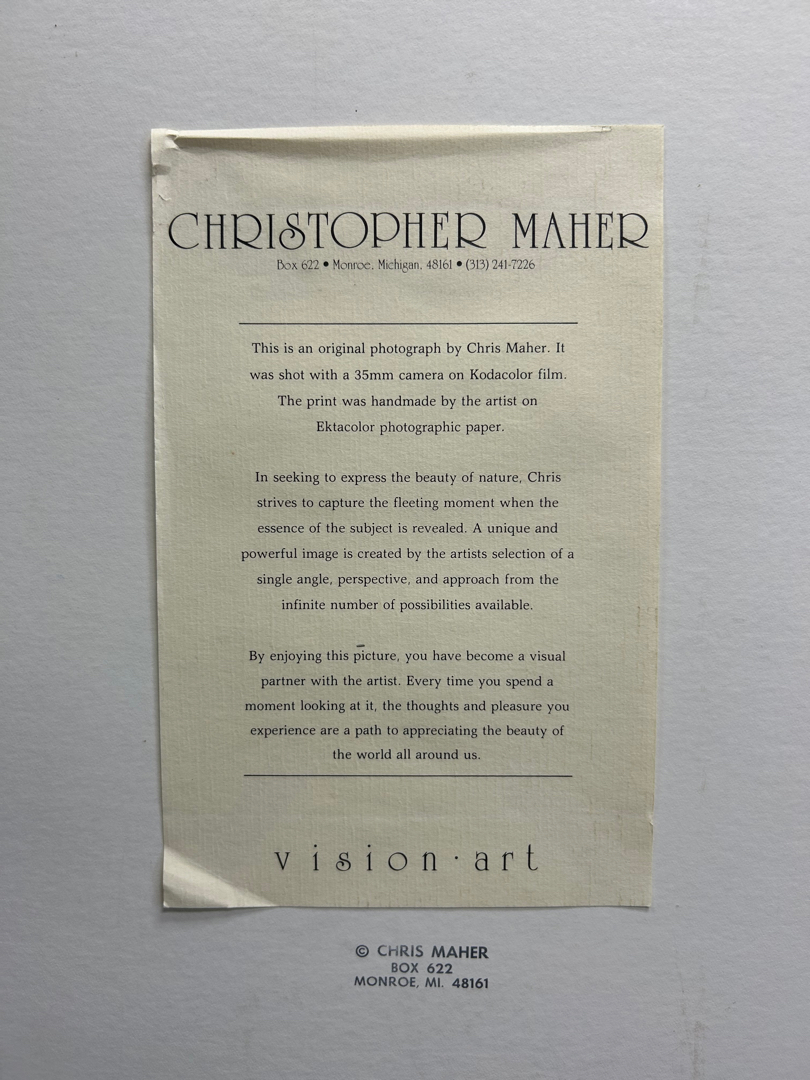 CHRISTOPHER MAHER
Box 622 • Monroe, Michigan, 48161 • (313) 241-7226
This is an original photograph by Chris Maher. It
was shot with a 35mm camera on Kodacolor film.
The print was handmade by the artist on
Ektacolor photographic paper.
In seeking to express the beauty of nature, Chris
strives to capture the fleeting moment when the
essence of the subject is revealed. A unique and
powerful image is created by the artists selection of a
single angle, perspective, and approach from the
infinite number of possibilities available.
By enjoying this picture, you have become a visual
partner with the artist. Every time you spend a
moment looking at it, the thoughts and pleasure you
experience are a path to appreciating the beauty of
the world all around us.
vision·art
© CHRIS MAHER
BOX 622
MONROE, MI. 48161